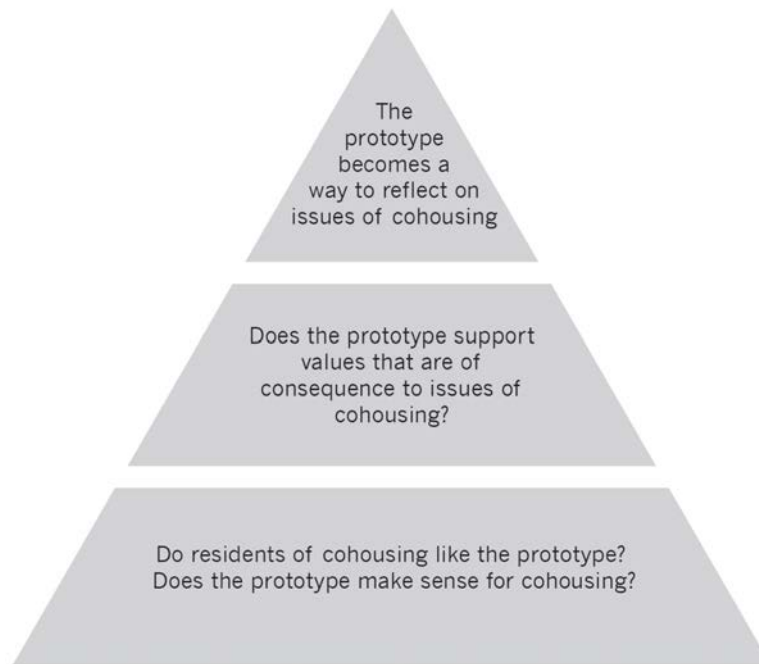 The
prototype
becomes a
way to reflect on
issues of cohousing
Does the prototype support
values that are of
consequence to issues of
cohousing?
Do residents of cohousing like the prototype?
Does the prototype make sense for cohousing?